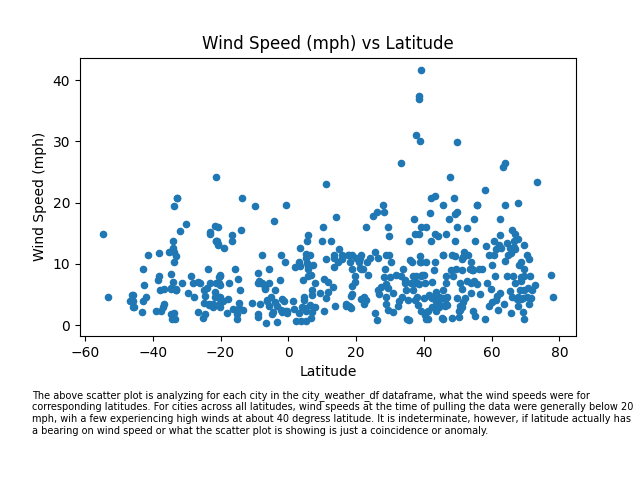 Wind Speed (mph) vs Latitude
Wind Speed (mph)
40
30
20
10
0
−60
−40
−20
0
20
40
60
80
Latitude
The above scatter plot is analyzing for each city in the city_weather_df dataframe, what the wind speeds were for
corresponding latitudes. For cities across all latitudes, wind speeds at the time of pulling the data were generally below 20
mph, wih a few experiencing high winds at about 40 degress latitude. It is indeterminate, however, if latitude actually has
a bearing on wind speed or what the scatter plot is showing is just a coincidence or anomaly.